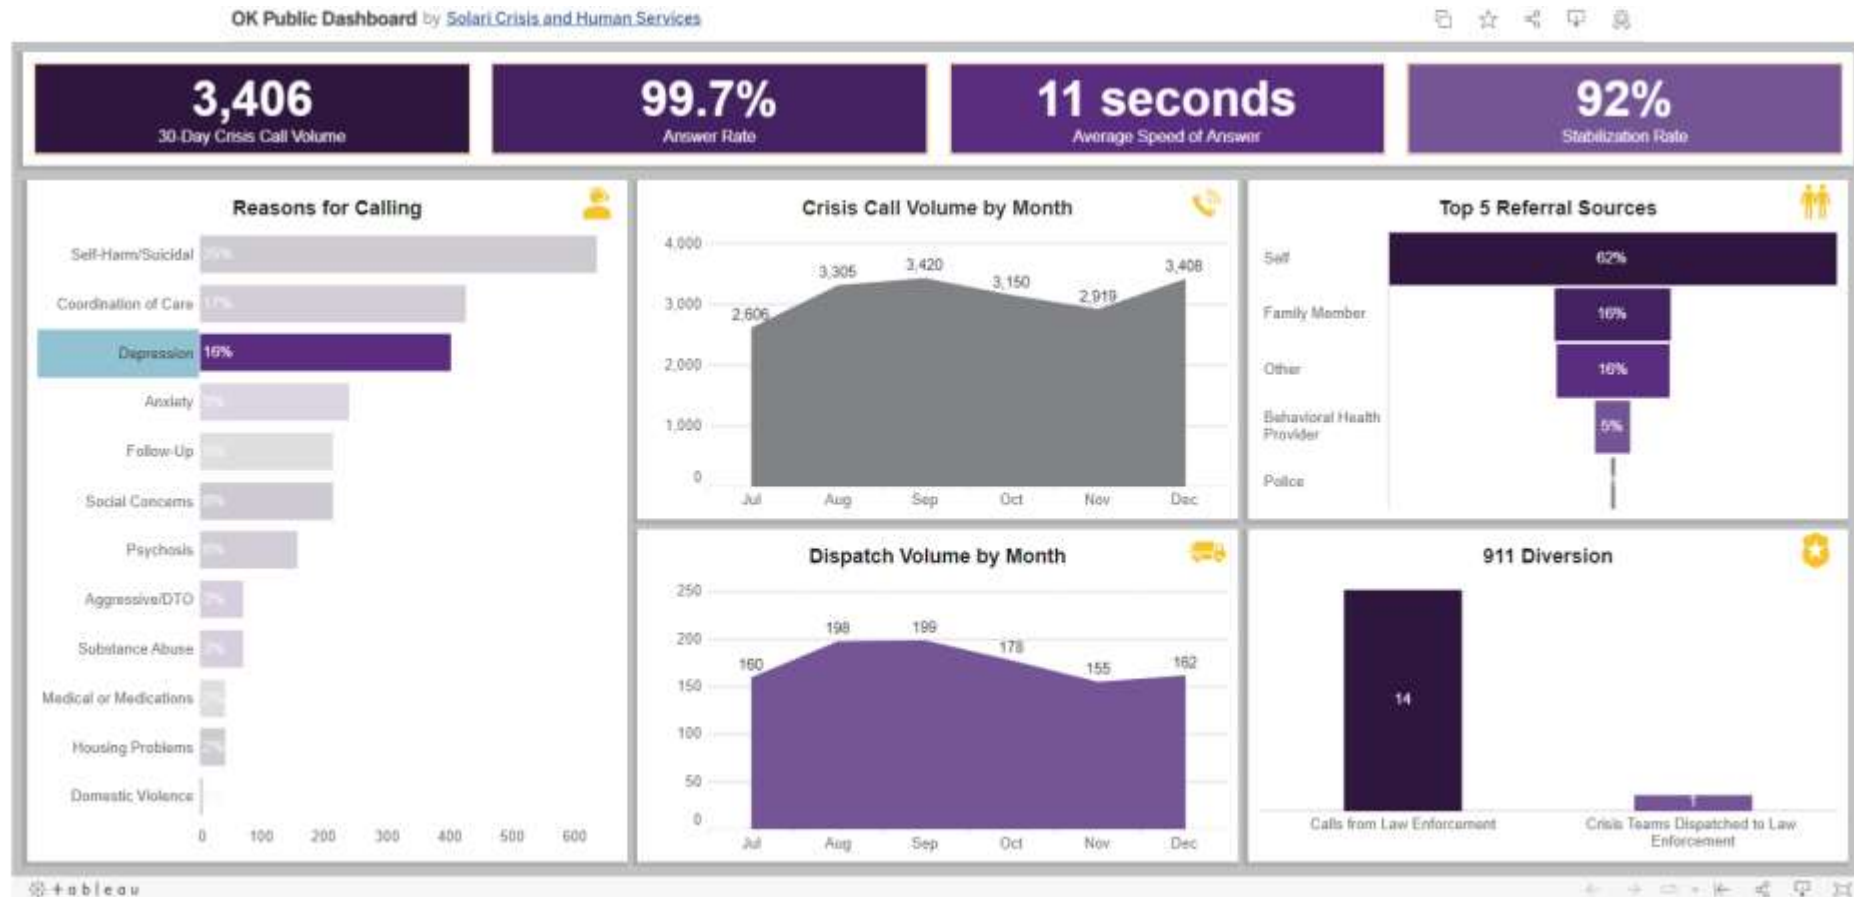 OK Public Dashboard by Solari Crisis and Human Services
3,406
30-Day Crisis Call Volume
99.7%
Answer Rate
11 seconds
Average Speed of Answer
92%
Stabilization Rate
Reasons for Calling
Self-Harm/Suicidal
Coordination of Care 17%
Depression 16%
Anxiety
Follow-Up
Social Concerns
Psychosis
Aggressive/DTO
Substance Abuse
Medical or Medications
Housing Problems
Domestic Violence
0 100 200 300 400 500 600
Crisis Call Volume by Month
4,000
3,000
2,000
1,000
0
2,606
3,305
3,420
3,150
2,919
3,408
Jul Aug Sep Oct Nov Dec
Dispatch Volume by Month
250
200
150
100
50
0
160
198
199
178
155
162
Jul Aug Sep Oct Nov Dec
Top 5 Referral Sources
Self 62%
Family Member 16%
Other 16%
Behavioral Health
Provider
5%
Police
911 Diversion
14
1
Calls from Law Enforcement
Crisis Teams Dispatched to Law
Enforcement
+ableau